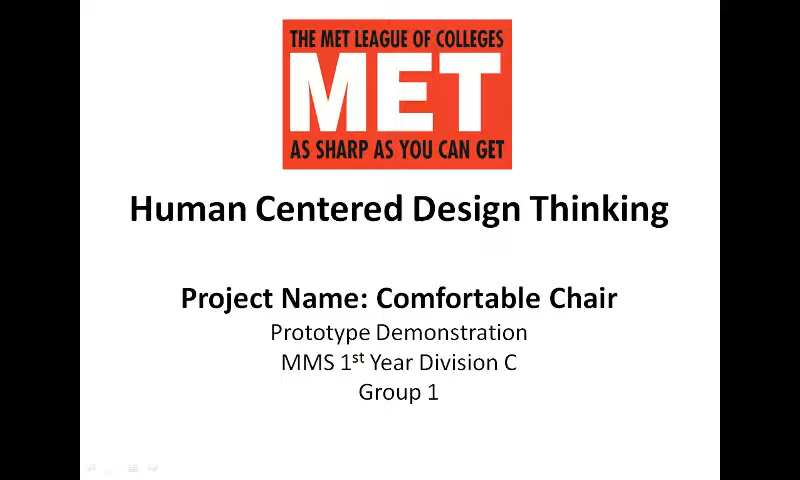 THE MET LEAGUE OF COLLEGES
MET
AS SHARP AS YOU CAN GET
Human Centered Design Thinking
Project Name: Comfortable Chair
Prototype Demonstration
MMS 1st Year Division C
Group 1